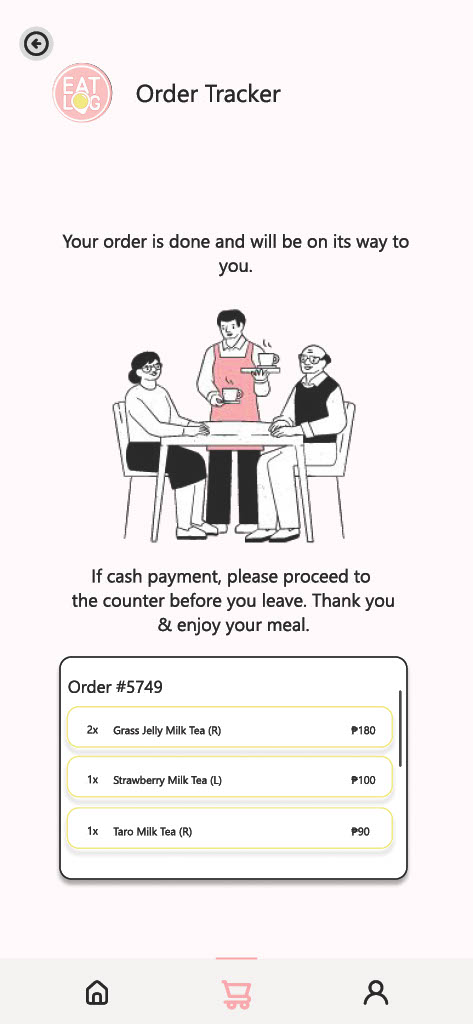 EAT
LOG
Order Tracker
Your order is done and will be on its way to
you.
If cash payment, please proceed to
the counter before you leave. Thank you
& enjoy your meal.
Order #5749
2x Grass Jelly Milk Tea (R) ₱180
1x Strawberry Milk Tea (L) ₱100
1x Taro Milk Tea (R) ₱90